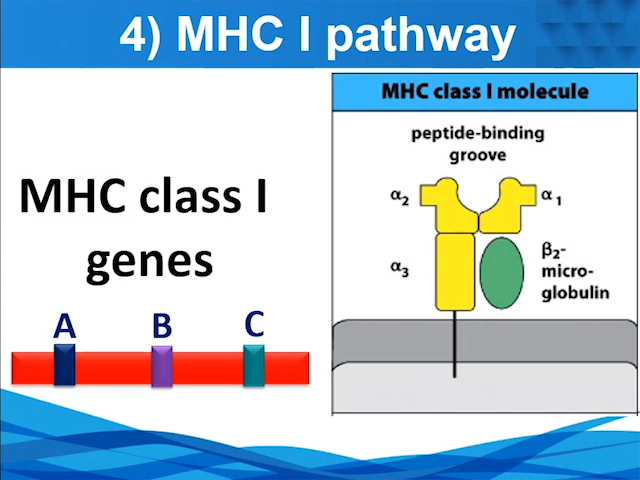 4) MHC I pathway
MHC class I
genes
A B C
MHC class I molecule
peptide-binding
groove
α₂ α₁
α₃
β₂-
micro-
globulin